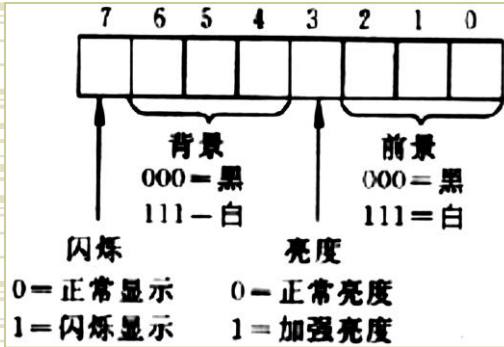 7 6 5 4 3 2 1 0
背景 前景
000=黑 000=黑
111-白 111=白
闪烁 亮度
0=正常显示 0-正常亮度
1=闪烁显示 1=加强亮度